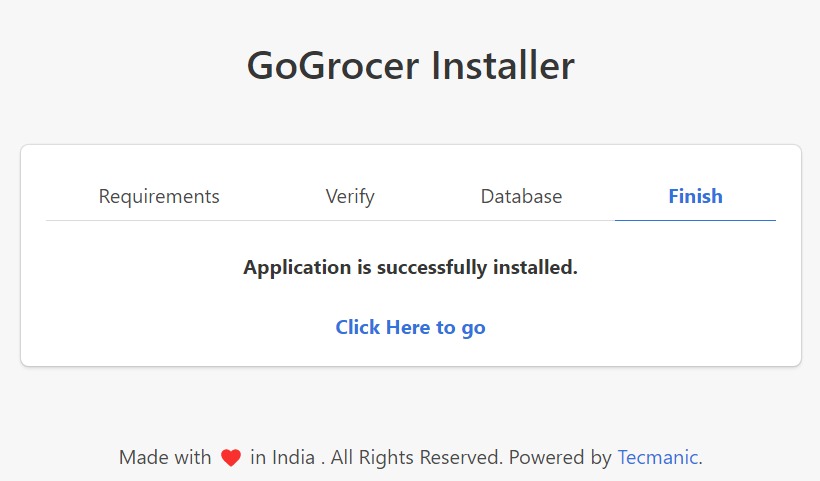 GoGrocer Installer
Requirements Verify Database Finish
Application is successfully installed.
Click Here to go
Made with ❤ in India . All Rights Reserved. Powered by Tecmanic.